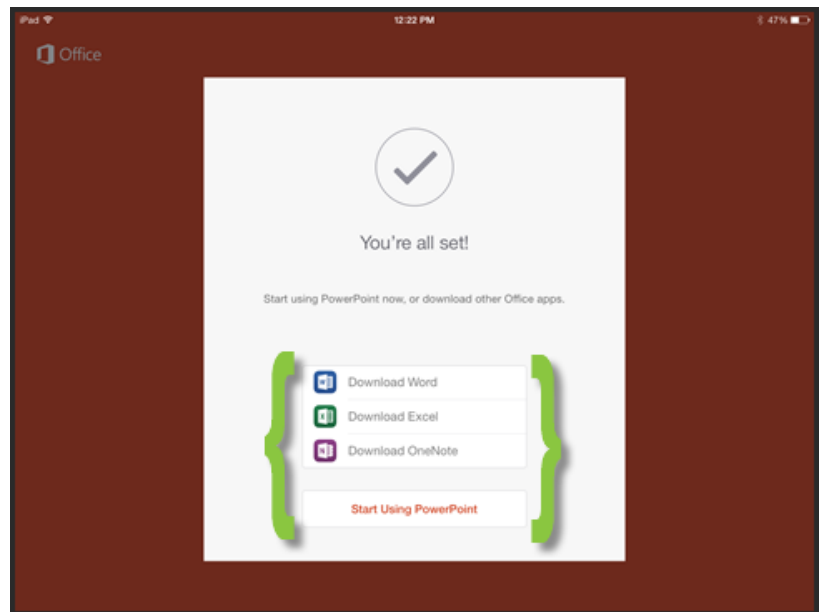 iPad 12:22 PM 47%
Office
You're all set!
Start using PowerPoint now, or download other Office apps.
Download Word
Download Excel
Download OneNote
Start Using PowerPoint